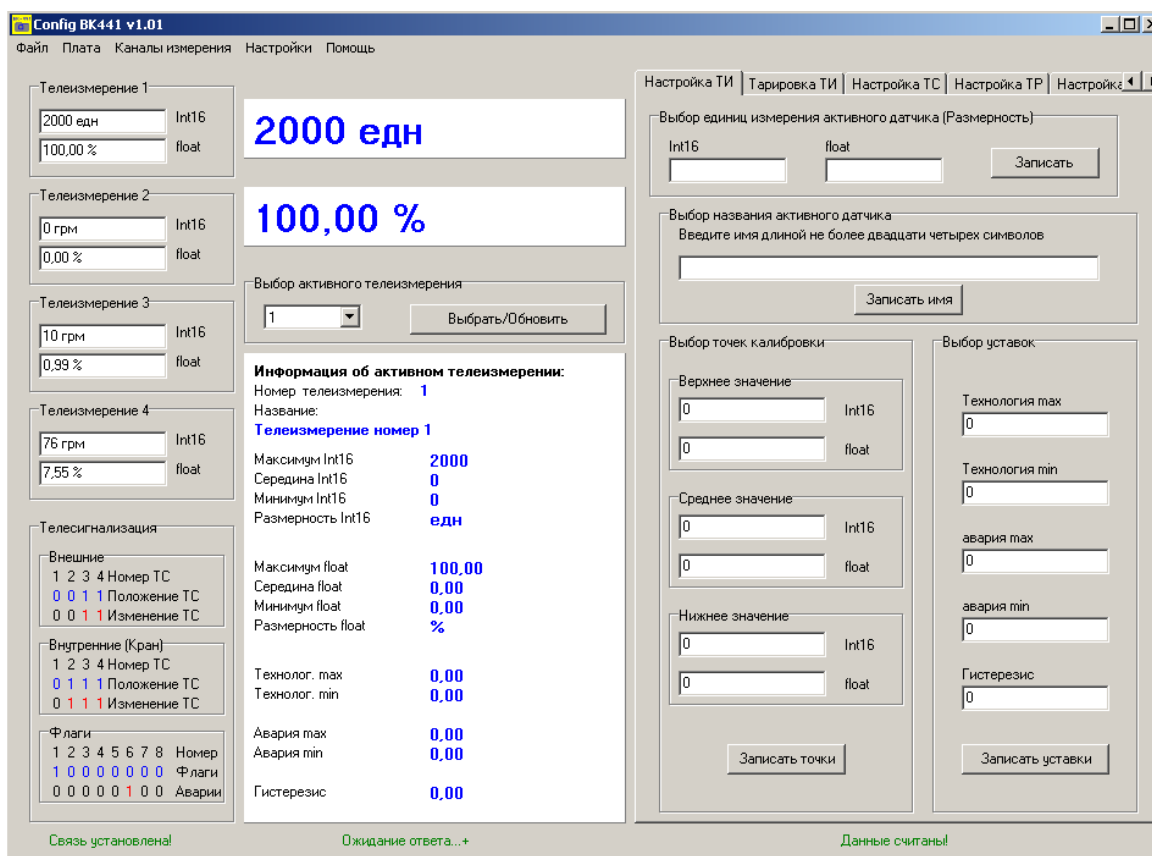 Config BK441 v1.01
Файл Плата Каналы измерения Настройки Помощь
Телеизмерение 1
2000 едн Int16
100,00 % float
Телеизмерение 2
0 грм Int16
0,00 % float
Телеизмерение 3
10 грм Int16
0,99 % float
Телеизмерение 4
76 грм Int16
7,55 % float
Телесигнализация
Внешние
1 2 3 4 Номер ТС
0 0 1 1 Положение ТС
0 0 1 1 Изменение ТС
Внутренние (Кран)
1 2 3 4 Номер ТС
0 1 1 1 Положение ТС
0 1 1 1 Изменение ТС
Флаги
1 2 3 4 5 6 7 8 Номер
1 0 0 0 0 0 0 0 Флаги
0 0 0 0 0 1 0 0 Аварии
Связь установлена!
2000 едн
100,00 %
Выбор активного телеизмерения
1 Выбрать/Обновить
Информация об активном телеизмерении:
Номер телеизмерения: 1
Название:
Телеизмерение номер 1
Максимум Int16 2000
Середина Int16 0
Минимум Int16 0
Размерность Int16 едн
Максимум float 100,00
Середина float 0,00
Минимум float 0,00
Размерность float %
Технолог. max 0,00
Технолог. min 0,00
Авария max 0,00
Авария min 0,00
Гистерезис 0,00
Ожидание ответа...+
Настройка ТИ Тарировка ТИ Настройка ТС Настройка ТР
Выбор единиц измерения активного датчика (Размерность)
Int16 float
Записать
Выбор названия активного датчика
Введите имя длиной не более двадцати четырех символов
Записать имя
Выбор точек калибровки
Верхнее значение
0 Int16
0 float
Среднее значение
0 Int16
0 float
Нижнее значение
0 Int16
0 float
Записать точки
Выбор уставок
Технология max
0
Технология min
0
авария max
0
авария min
0
Гистерезис
0
Записать уставки
Данные считаны!